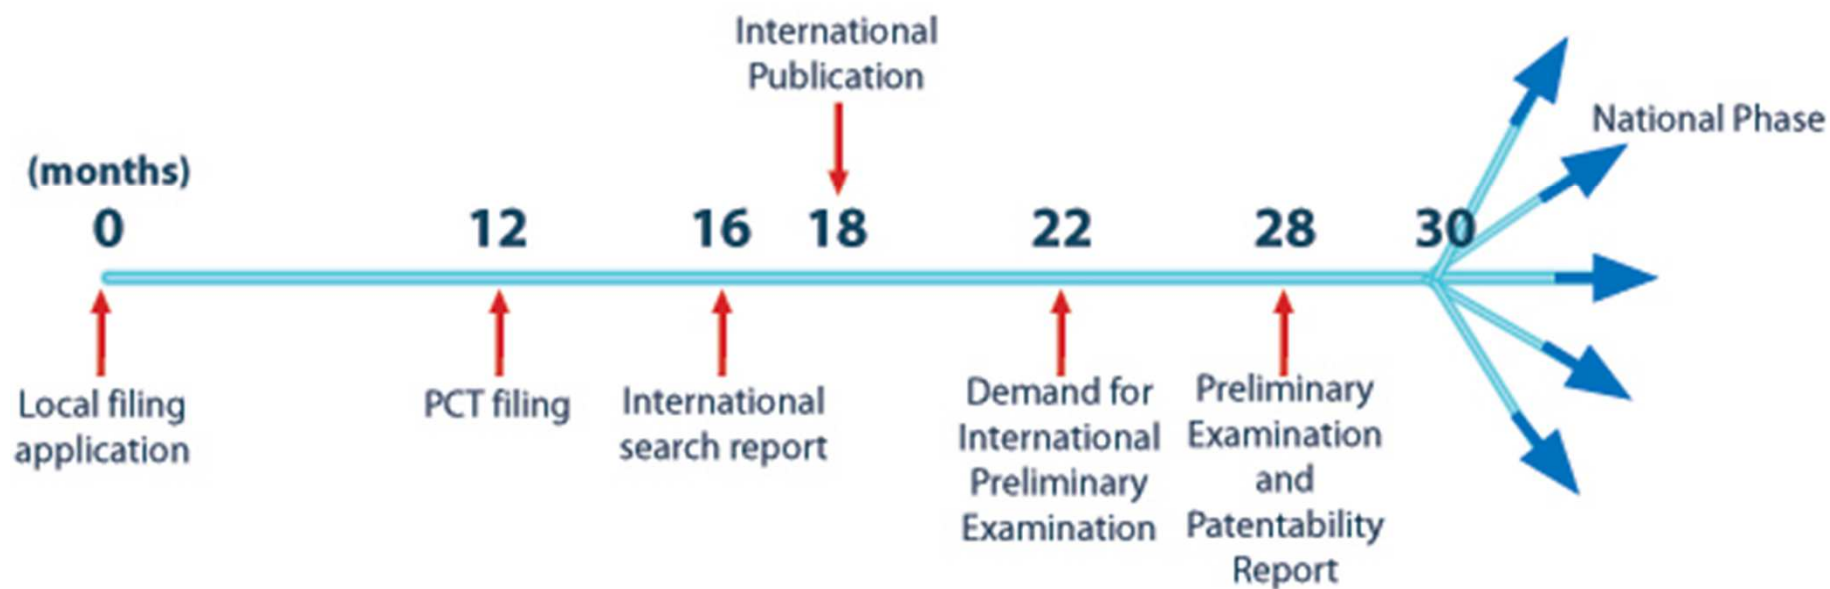 International
Publication
National Phase
(months)
0 12 16 18 22 28 30
Local filing
application
PCT filing
International
search report
Demand for
International
Preliminary
Examination
Preliminary
Examination
and
Patentability
Report